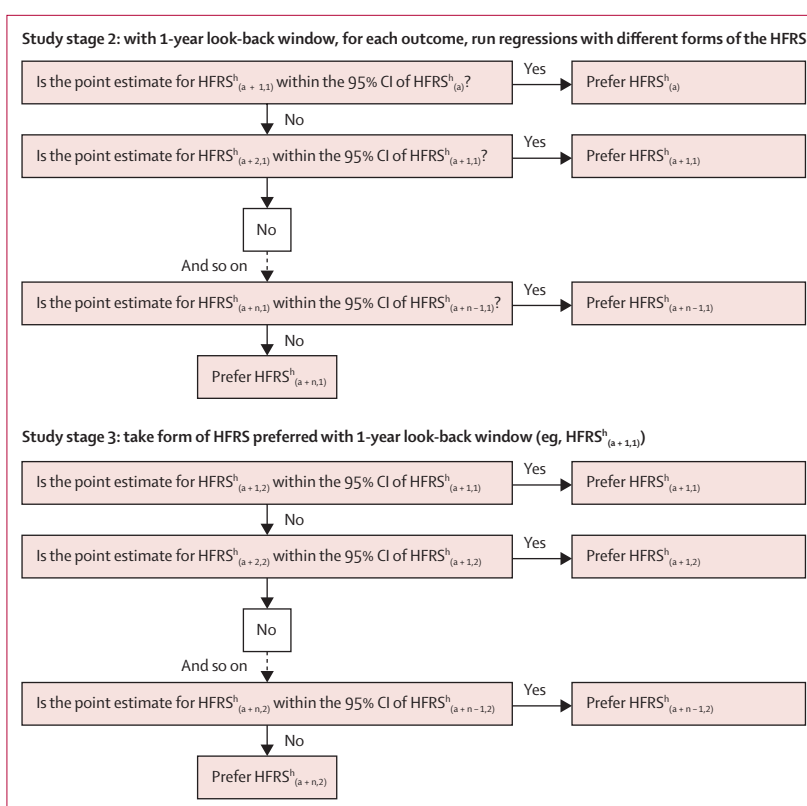 Study stage 2: with 1-year look-back window, for each outcome, run regressions with different forms of the HFRS
Is the point estimate for HFRSʰ₍ₐ ₊ ₁,₁₎ within the 95% CI of HFRSʰ₍ₐ₎?
Yes
Prefer HFRSʰ₍ₐ₎
No
Is the point estimate for HFRSʰ₍ₐ₊₂,₁₎ within the 95% CI of HFRSʰ₍ₐ₊₁,₁₎?
Yes
Prefer HFRSʰ₍ₐ₊₁,₁₎
No
And so on
Is the point estimate for HFRSʰ₍ₐ₊ₙ,₁₎ within the 95% CI of HFRSʰ₍ₐ₊ₙ₋₁,₁₎?
Yes
Prefer HFRSʰ₍ₐ₊ₙ₋₁,₁₎
No
Prefer HFRSʰ₍ₐ₊ₙ,₁₎
Study stage 3: take form of HFRS preferred with 1-year look-back window (eg, HFRSʰ₍ₐ ₊ ₁,₁₎)
Is the point estimate for HFRSʰ₍ₐ₊₁,₂₎ within the 95% CI of HFRSʰ₍ₐ₊₁,₁₎
Yes
Prefer HFRSʰ₍ₐ₊₁,₁₎
No
Is the point estimate for HFRSʰ₍ₐ₊₂,₂₎ within the 95% CI of HFRSʰ₍ₐ₊₁,₂₎
Yes
Prefer HFRSʰ₍ₐ₊₁,₂₎
No
And so on
Is the point estimate for HFRSʰ₍ₐ₊ₙ,₂₎ within the 95% CI of HFRSʰ₍ₐ₊ₙ₋₁,₂₎
Yes
Prefer HFRSʰ₍ₐ₊ₙ₋₁,₂₎
No
Prefer HFRSʰ₍ₐ₊ₙ,₂₎